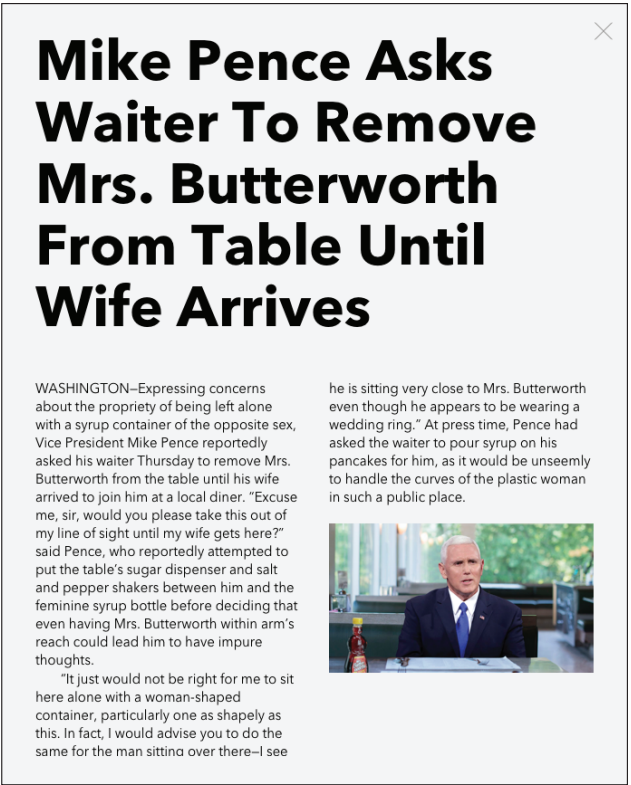 Mike Pence Asks
Waiter To Remove
Mrs. Butterworth
From Table Until
Wife Arrives
WASHINGTON—Expressing concerns
about the propriety of being left alone
with a syrup container of the opposite sex,
Vice President Mike Pence reportedly
asked his waiter Thursday to remove Mrs.
Butterworth from the table until his wife
arrived to join him at a local diner. “Excuse
me, sir, would you please take this out of
my line of sight until my wife gets here?”
said Pence, who reportedly attempted to
put the table’s sugar dispenser and salt
and pepper shakers between him and the
feminine syrup bottle before deciding that
even having Mrs. Butterworth within arm’s
reach could lead him to have impure
thoughts.
“It just would not be right for me to sit
here alone with a woman-shaped
container, particularly one as shapely as
this. In fact, I would advise you to do the
same for the man sitting over there—I see
he is sitting very close to Mrs. Butterworth
even though he appears to be wearing a
wedding ring.” At press time, Pence had
asked the waiter to pour syrup on his
pancakes for him, as it would be unseemly
to handle the curves of the plastic woman
in such a public place.